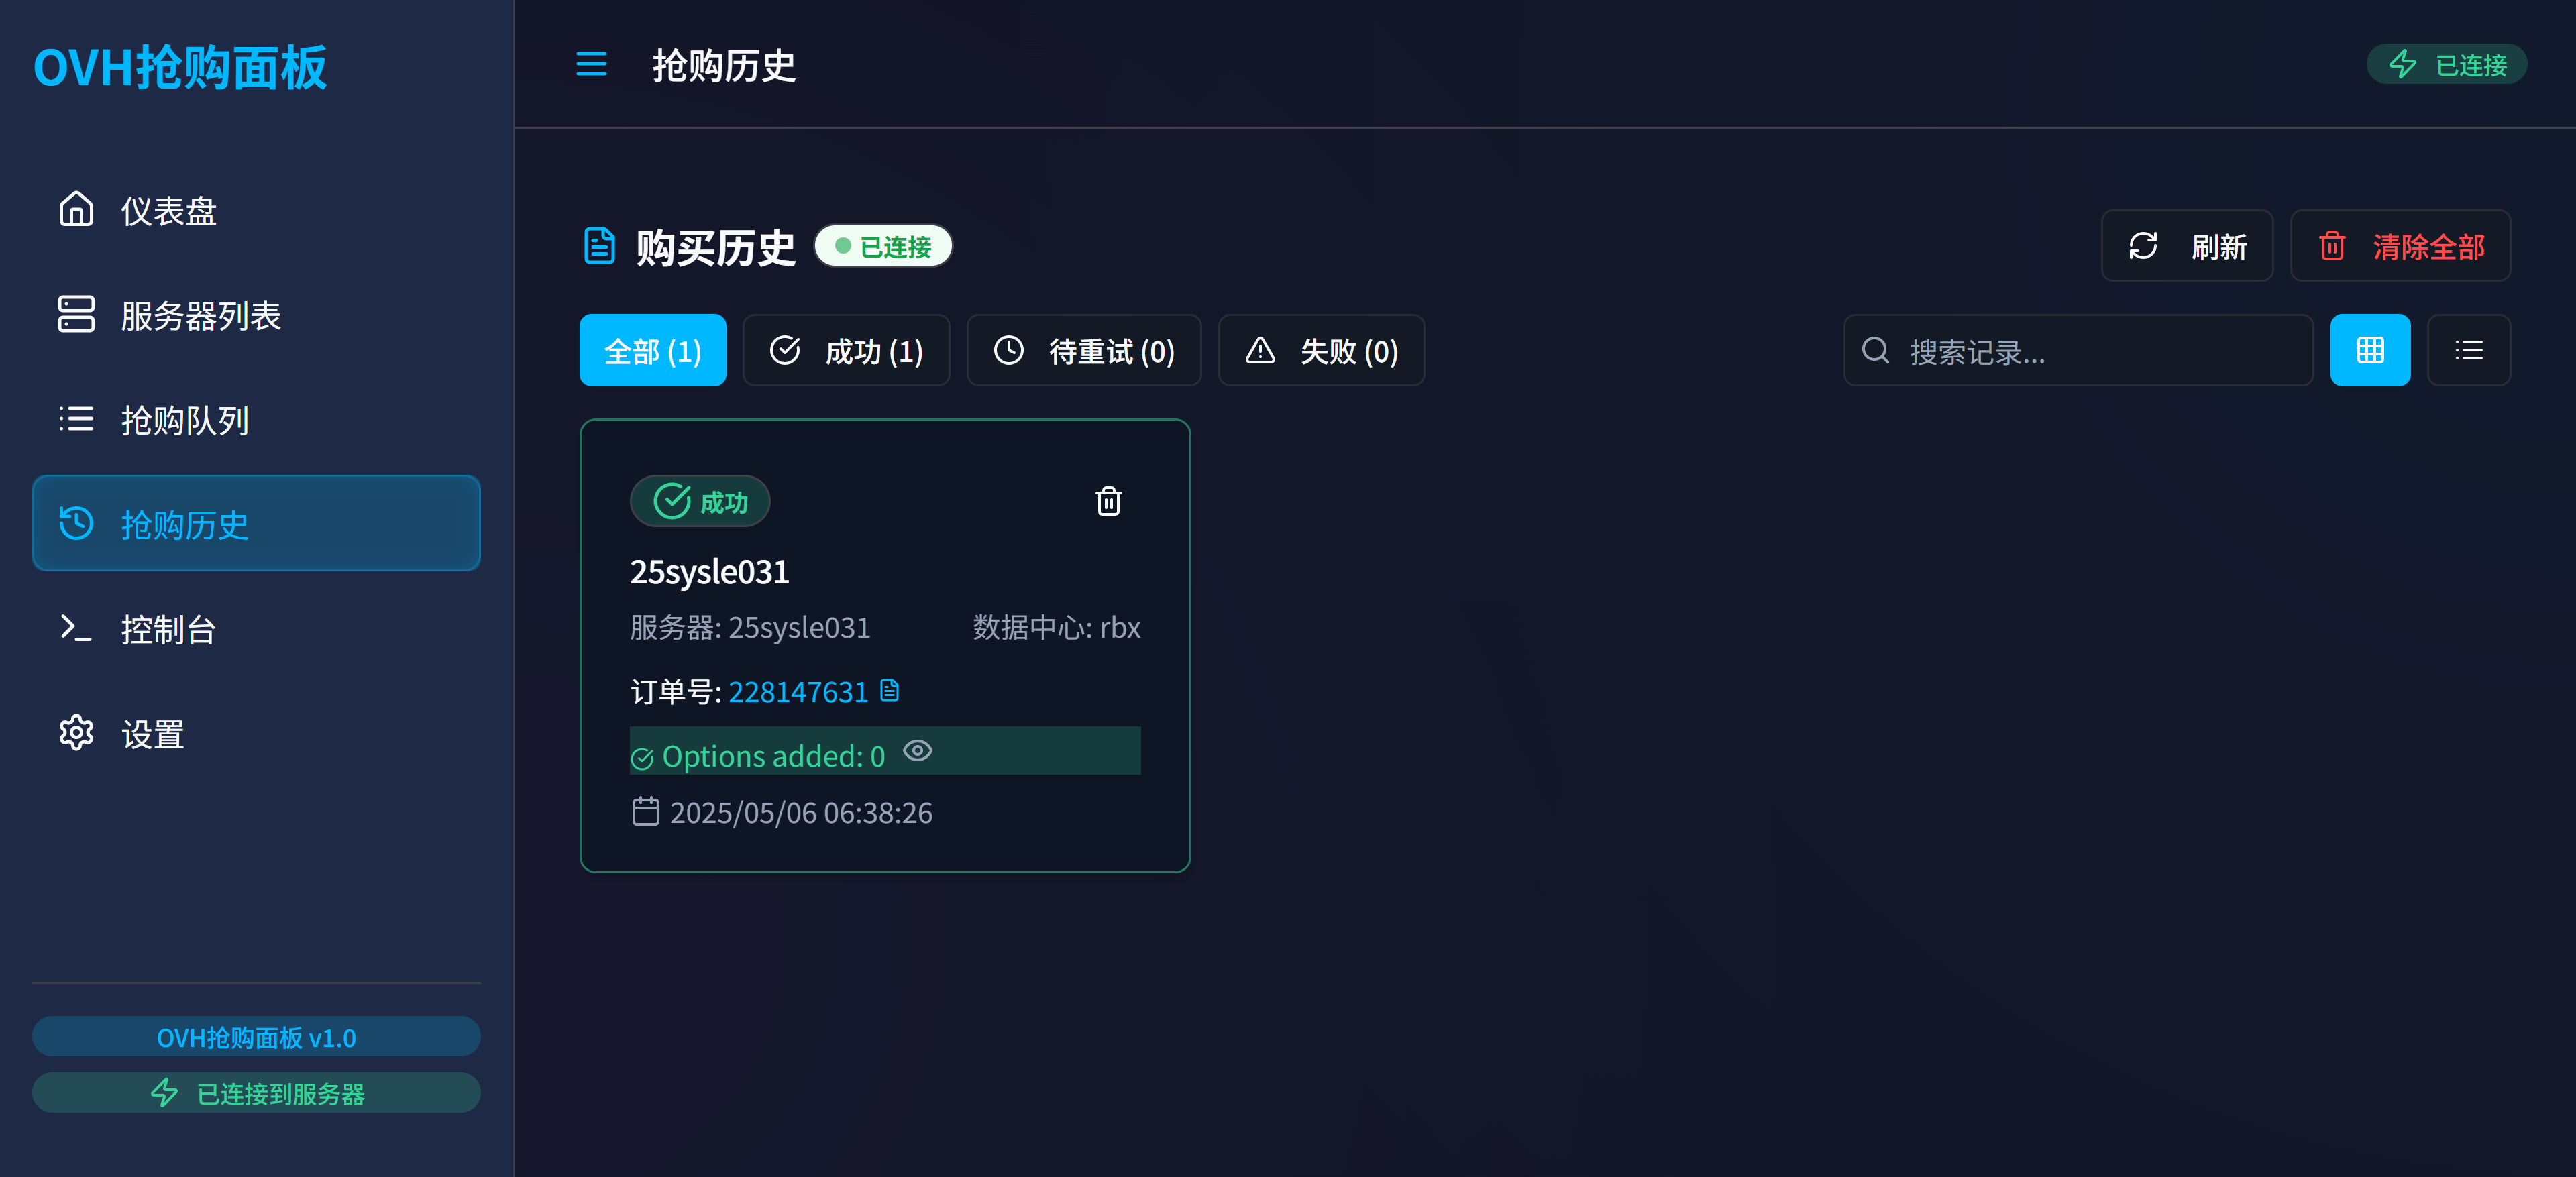 OVH抢购面板
仪表盘
服务器列表
抢购队列
抢购历史
控制台
设置
OVH抢购面板 v1.0
已连接到服务器
抢购历史
已连接
购买历史
已连接
刷新
清除全部
全部 (1)
成功 (1)
待重试 (0)
失败 (0)
搜索记录...
成功
25sysle031
服务器: 25sysle031
数据中心: rbx
订单号: 228147631
Options added: 0
2025/05/06 06:38:26